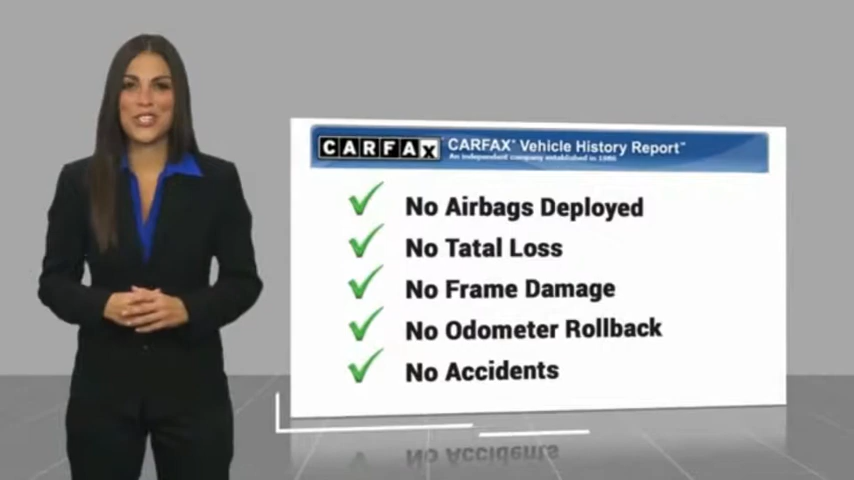 CARFAX CARFAX® Vehicle History Report™
An independent company established in 1986
No Airbags Deployed
No Tatal Loss
No Frame Damage
No Odometer Rollback
No Accidents
No Accidents